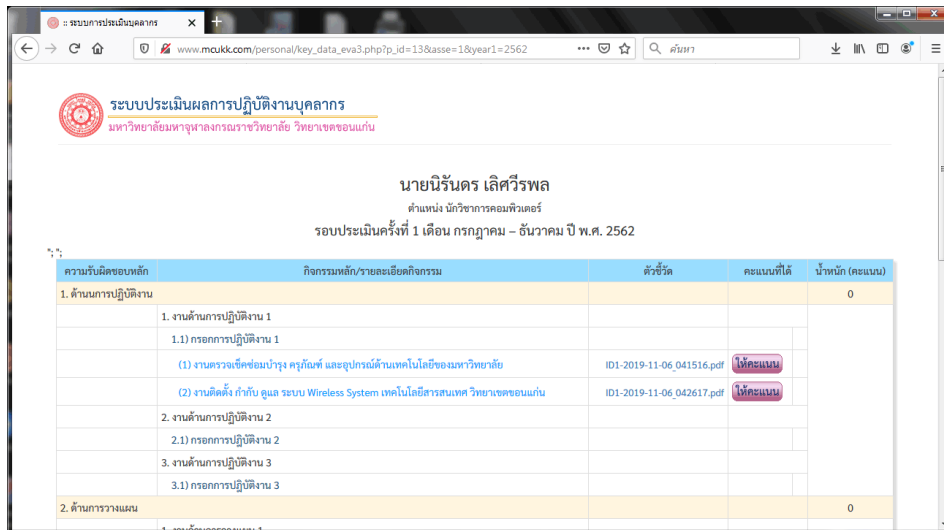 :: ระบบการประเมินบุคลากร
www.mcukk.com/personal/key_data_eva3.php?p_id=13&asse=1&year1=2562
ค้นหา
ระบบประเมินผลการปฏิบัติงานบุคลากร
มหาวิทยาลัยมหาจุฬาลงกรณราชวิทยาลัย วิทยาเขตขอนแก่น
นายนิรันดร เลิศวีรพล
ตำแหน่ง นักวิชาการคอมพิวเตอร์
รอบประเมินครั้งที่ 1 เดือน กรกฎาคม – ธันวาคม ปี พ.ศ. 2562
"; ";
ความรับผิดชอบหลัก กิจกรรมหลัก/รายละเอียดกิจกรรม ตัวชี้วัด คะแนนที่ได้ น้ำหนัก (คะแนน)
1. ด้านนการปฏิบัติงาน 0
1. งานด้านการปฏิบัติงาน 1
1.1) กรอกการปฏิบัติงาน 1
(1) งานตรวจเช็คซ่อมบำรุง ครุภัณฑ์ และอุปกรณ์ด้านเทคโนโลยีของมหาวิทยาลัย ID1-2019-11-06_041516.pdf ให้คะแนน
(2) งานติดตั้ง กำกับ ดูแล ระบบ Wireless System เทคโนโลยีสารสนเทศ วิทยาเขตขอนแก่น ID1-2019-11-06_042617.pdf ให้คะแนน
2. งานด้านการปฏิบัติงาน 2
2.1) กรอกการปฏิบัติงาน 2
3. งานด้านการปฏิบัติงาน 3
3.1) กรอกการปฏิบัติงาน 3
2. ด้านการวางแผน 0
1. งานด้านการวางแผน 1